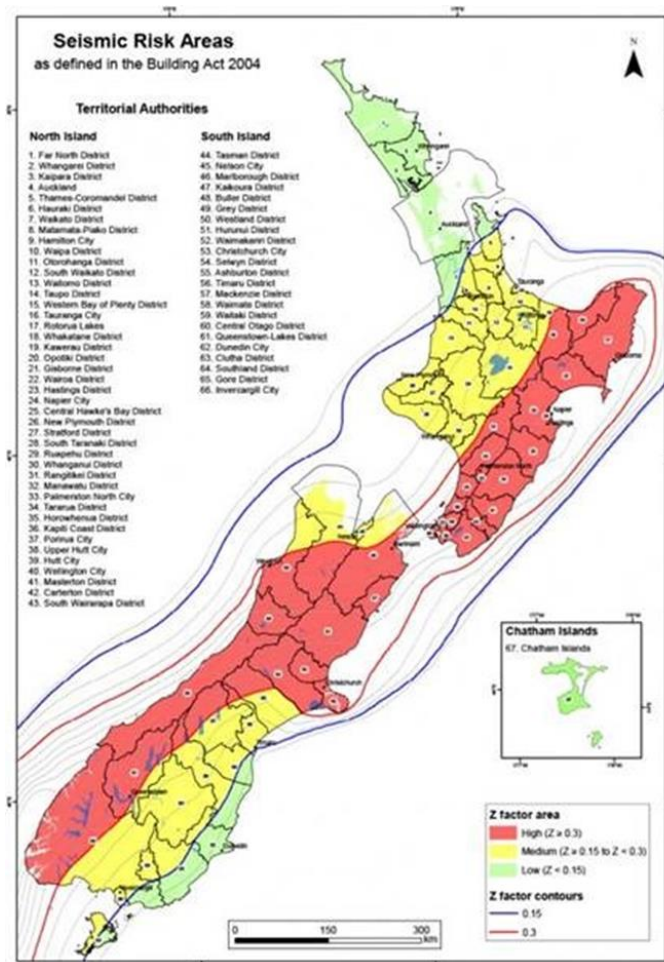 Seismic Risk Areas
as defined in the Building Act 2004
N
Territorial Authorities
North Island
1. Far North District
2. Whangarei District
3. Kaipara District
4. Auckland
5. Thames-Coromandel District
6. Hauraki District
7. Waikato District
8. Matamata-Piako District
9. Hamilton City
10. Waipa District
11. Otorohanga District
12. South Waikato District
13. Waitomo District
14. Taupo District
15. Western Bay of Plenty District
16. Tauranga City
17. Rotorua Lakes
18. Whakatane District
19. Kawerau District
20. Opotiki District
21. Gisborne District
22. Wairoa District
23. Hastings District
24. Napier City
25. Central Hawke's Bay District
26. New Plymouth District
27. Stratford District
28. South Taranaki District
29. Ruapehu District
30. Whanganui District
31. Rangitikei District
32. Manawatu District
33. Palmerston North City
34. Tararua District
35. Horowhenua District
36. Kapiti Coast District
37. Porirua City
38. Upper Hutt City
39. Hutt City
40. Wellington City
41. Masterton District
42. Carterton District
43. South Wairarapa District
South Island
44. Tasman District
45. Nelson City
46. Marlborough District
47. Kaikoura District
48. Buller District
49. Grey District
50. Westland District
51. Hurunui District
52. Waimakariri District
53. Christchurch City
54. Selwyn District
55. Ashburton District
56. Timaru District
57. Mackenzie District
58. Waimate District
59. Waitaki District
60. Central Otago District
61. Queenstown-Lakes District
62. Dunedin City
63. Clutha District
64. Southland District
65. Gore District
66. Invercargill City
Whangarei
Auckland
Tauranga
Gisborne
Napier
Hastings
Palmerston North
Christchurch
Dunedin
Chatham Islands
67. Chatham Islands
Z factor area
High (Z ≥ 0.3)
Medium (Z ≥ 0.15 to Z < 0.3)
Low (Z < 0.15)
Z factor contours
0.15
0.3
0 150 300
km